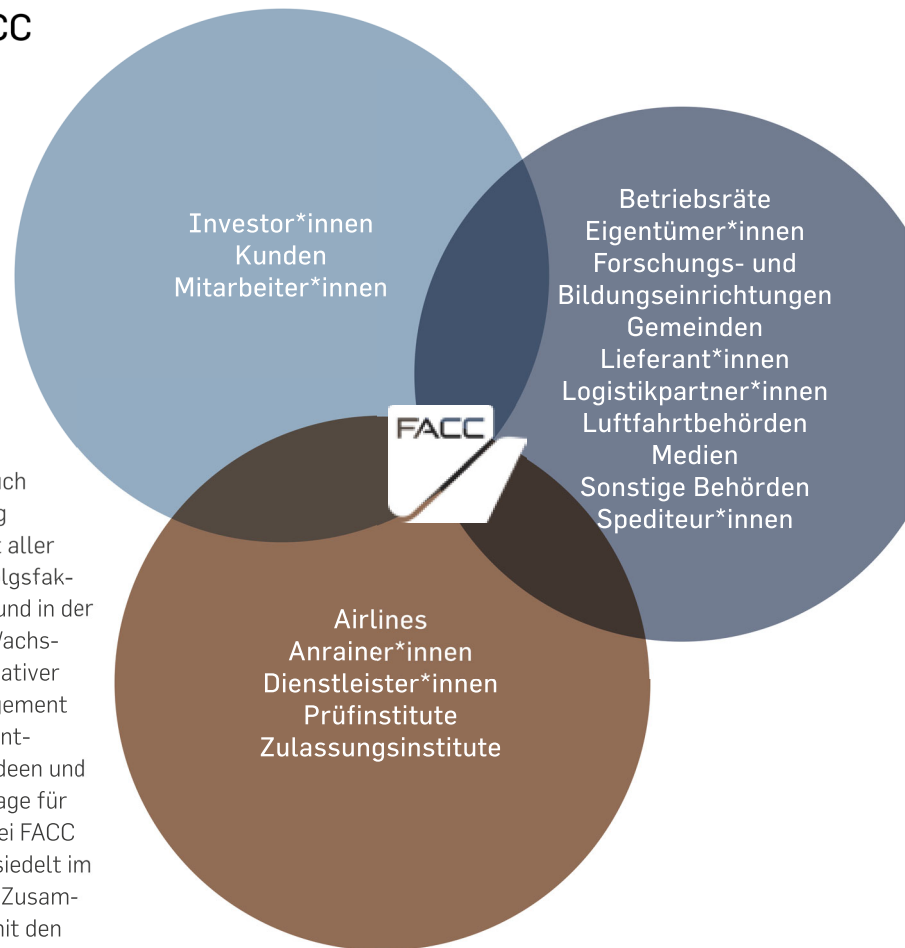 CC
Investor*innen
Kunden
Mitarbeiter*innen
Betriebsräte
Eigentümer*innen
Forschungs- und
Bildungseinrichtungen
Gemeinden
Lieferant*innen
Logistikpartner*innen
Luftfahrtbehörden
Medien
Sonstige Behörden
Spediteur*innen
FACC
Airlines
Anrainer*innen
Dienstleister*innen
Prüfinstitute
Zulassungsinstitute
uch
g
t aller
lgsfak-
und in der
Wachs-
ativer
gement
nt-
deen und
age für
ei FACC
siedelt im
Zusam-
mit den